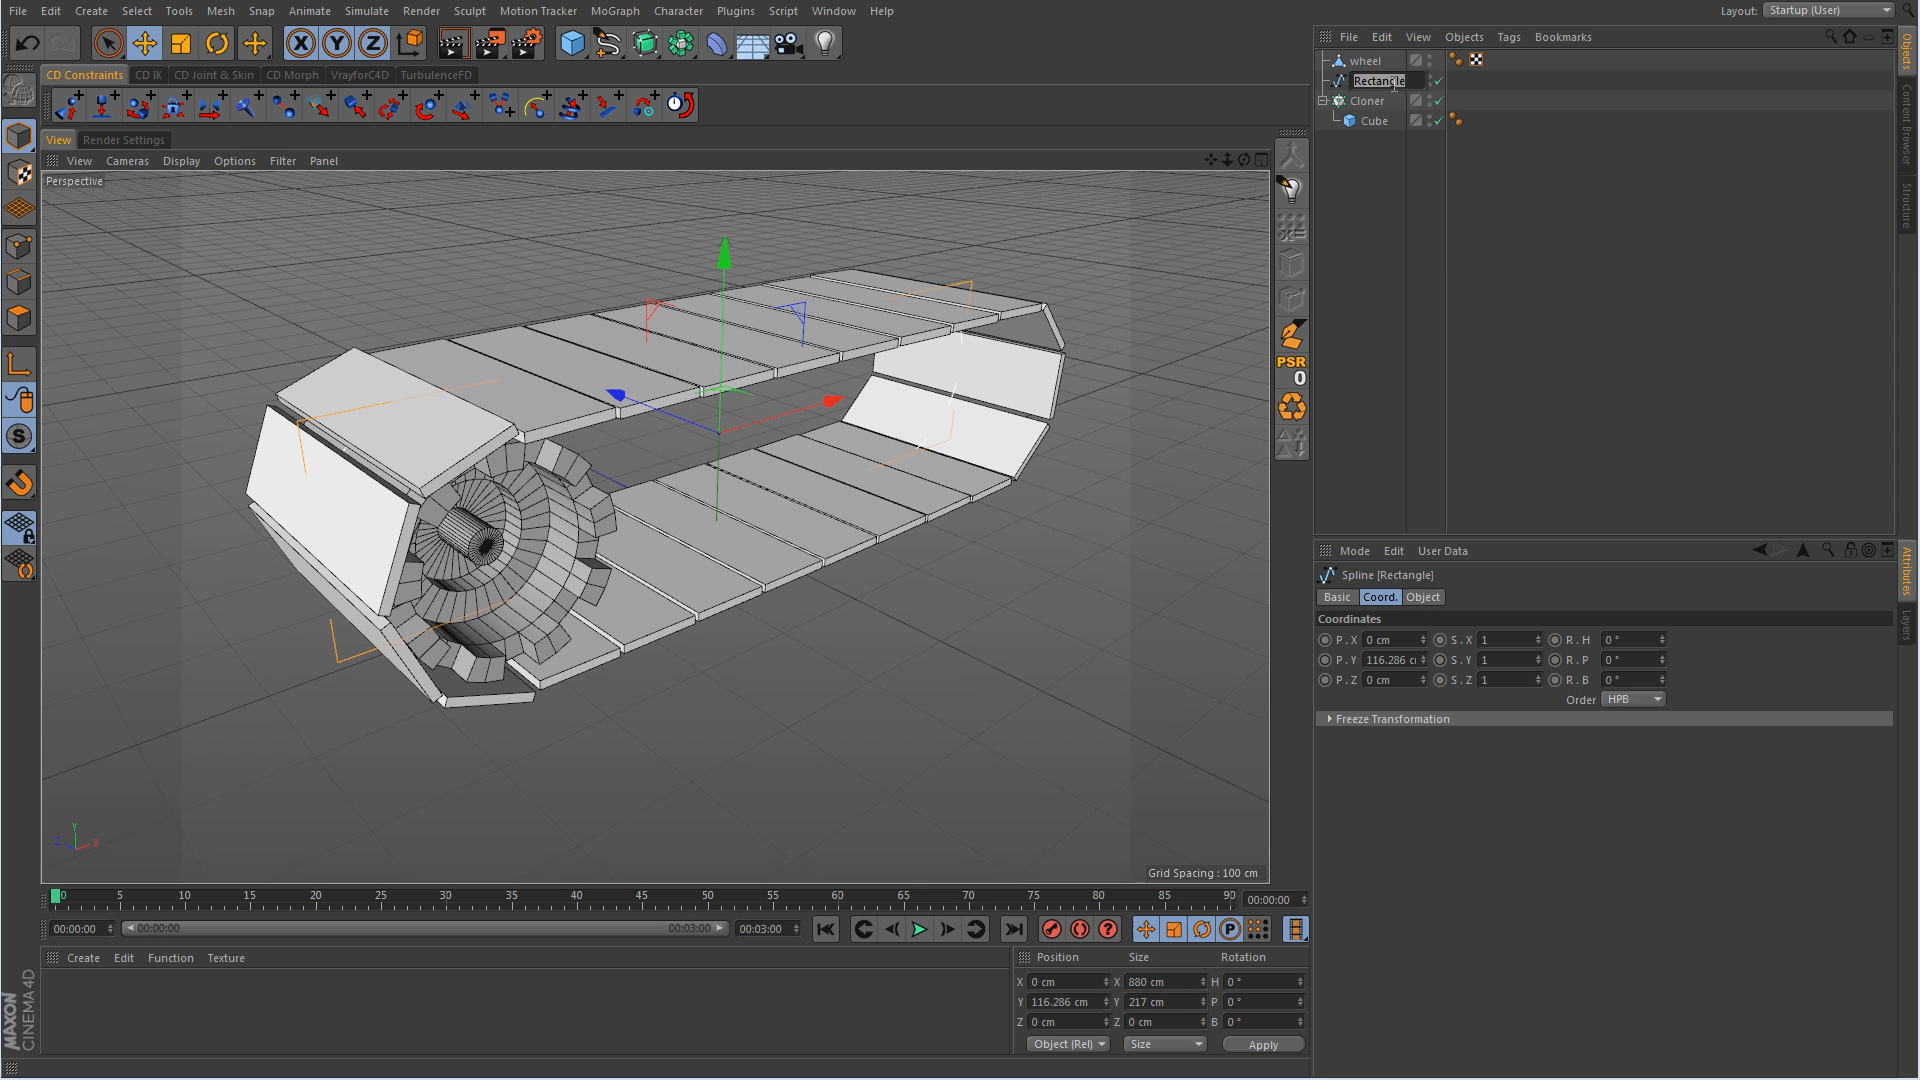 File Edit Create Select Tools Mesh Snap Animate Simulate Render Sculpt Motion Tracker MoGraph Character Plugins Script Window Help Layout: Startup (User)
File Edit View Objects Tags Bookmarks
wheel
Rectangle
Cloner
Cube
CD Constraints CD IK CD Joint & Skin CD Morph VrayforC4D TurbulenceFD
View Render Settings
View Cameras Display Options Filter Panel
Perspective
PSR
0
Y
Z X
Grid Spacing : 100 cm
Objects
Content Browser
Structure
Mode Edit User Data
Spline [Rectangle]
Basic Coord. Object
Coordinates
P . X 0 cm S . X 1 R . H 0 °
P . Y 116.286 c S . Y 1 R . P 0 °
P . Z 0 cm S . Z 1 R . B 0 °
Order HPB
Freeze Transformation
Attributes
Layers
0 5 10 15 20 25 30 35 40 45 50 55 60 65 70 75 80 85 90 00:00:00
00:00:00 00:00:00 00:03:00 00:03:00
Create Edit Function Texture
Position Size Rotation
X 0 cm X 880 cm H 0 °
Y 116.286 cm Y 217 cm P 0 °
Z 0 cm Z 0 cm B 0 °
Object (Rel) Size Apply
MAXON
CINEMA 4D